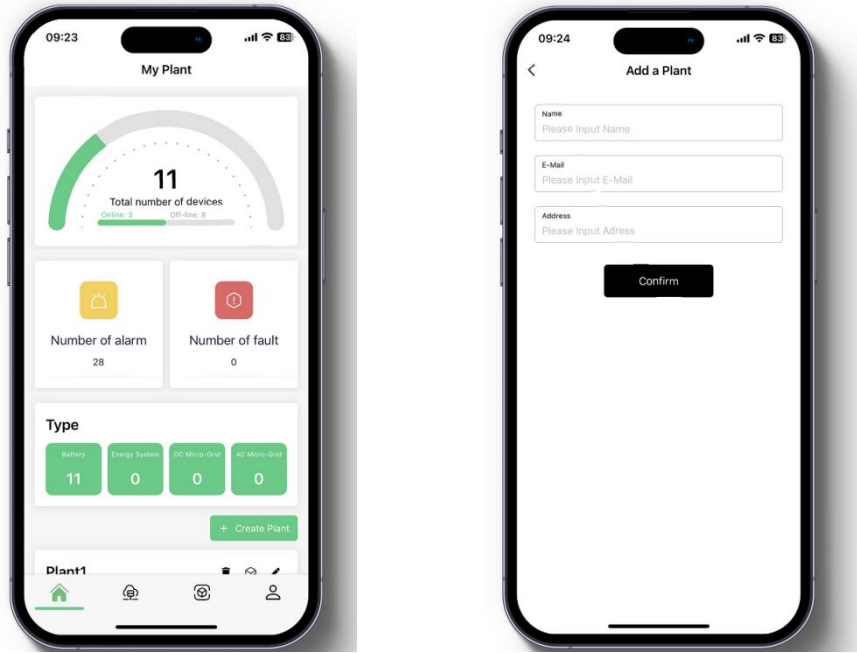 09:23
83
My Plant
11
Total number of devices
Online: 3 Off-line: 8
Number of alarm
28
Number of fault
0
Type
Battery
11
Energy System
0
DC Micro-Grid
0
AC Micro-Grid
0
+ Create Plant
Plant1
09:24
83
Add a Plant
Name
Please Input Name
E-Mail
Please Input E-Mail
Address
Please Input Adress
Confirm